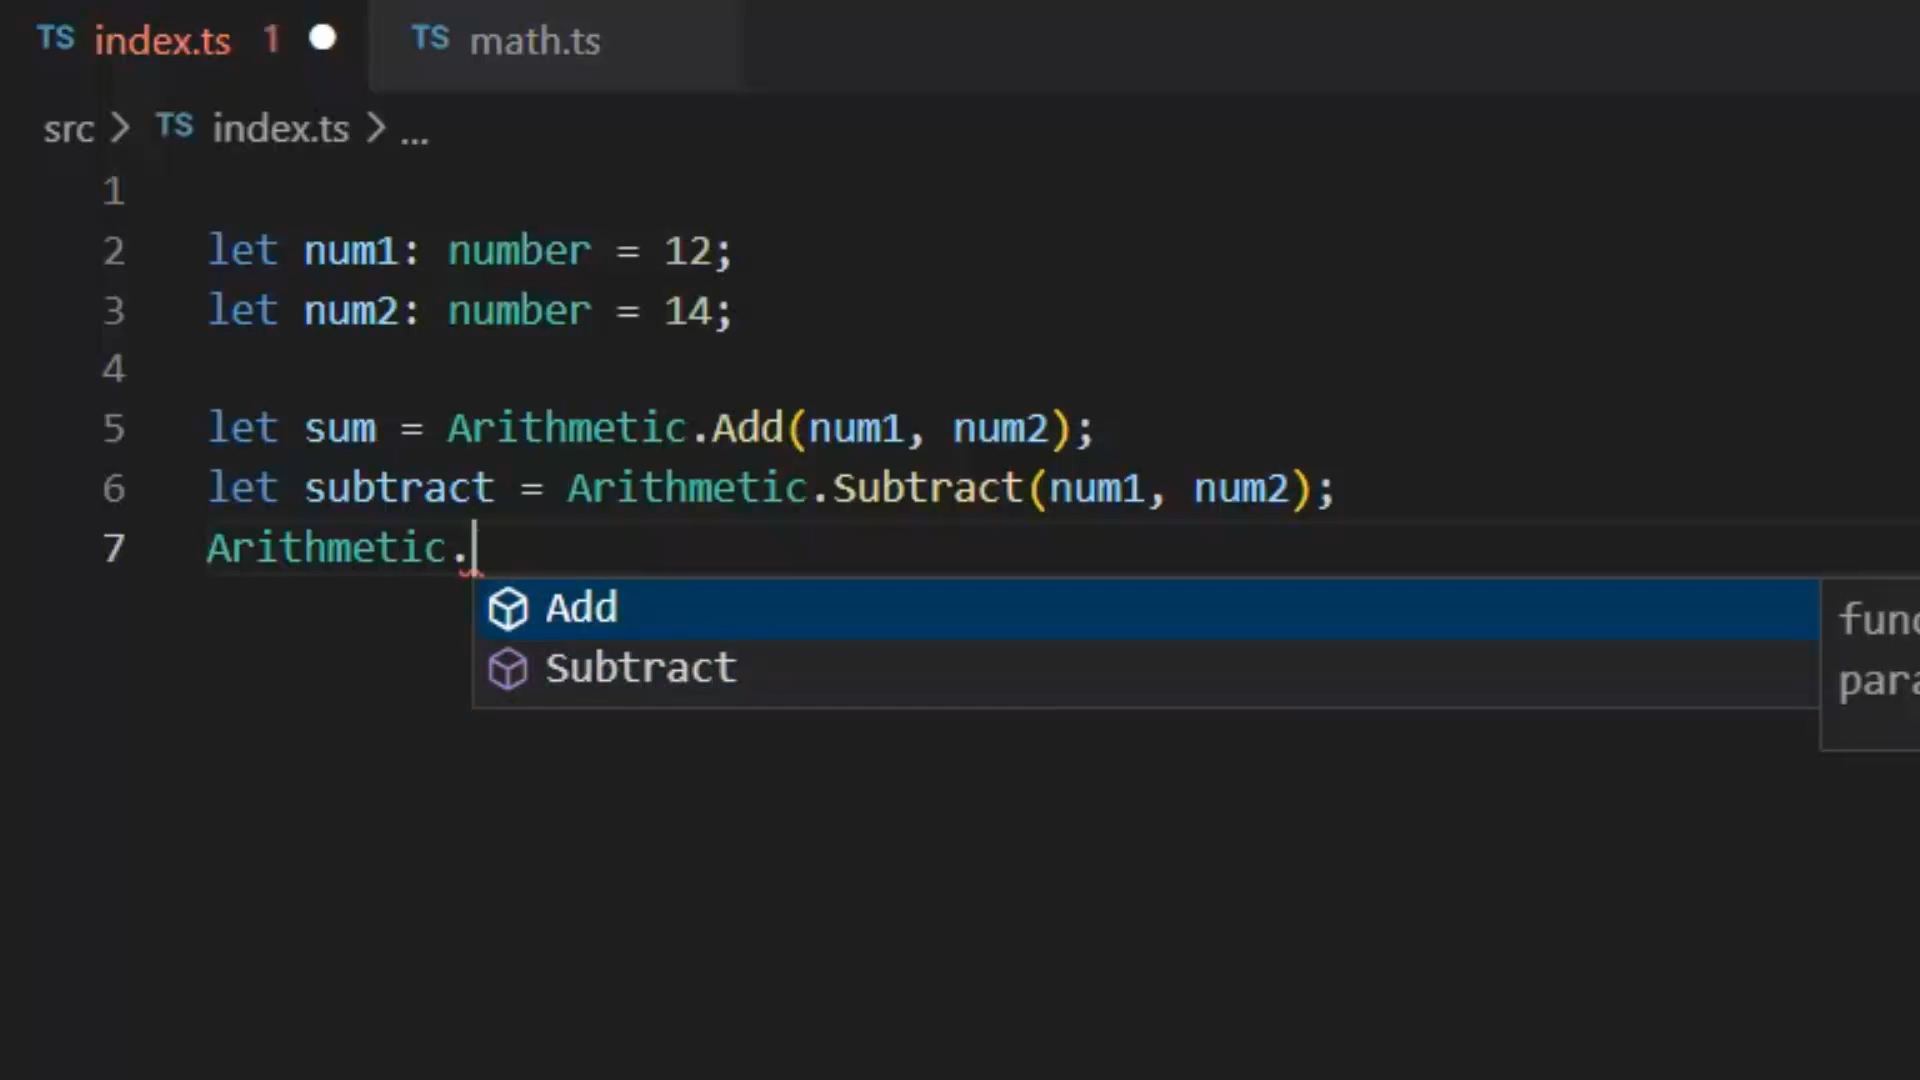 TS index.ts 1 TS math.ts
src > TS index.ts > ...
1
2 let num1: number = 12;
3 let num2: number = 14;
4
5 let sum = Arithmetic.Add(num1, num2);
6 let subtract = Arithmetic.Subtract(num1, num2);
7 Arithmetic.
Add
Subtract
func
para